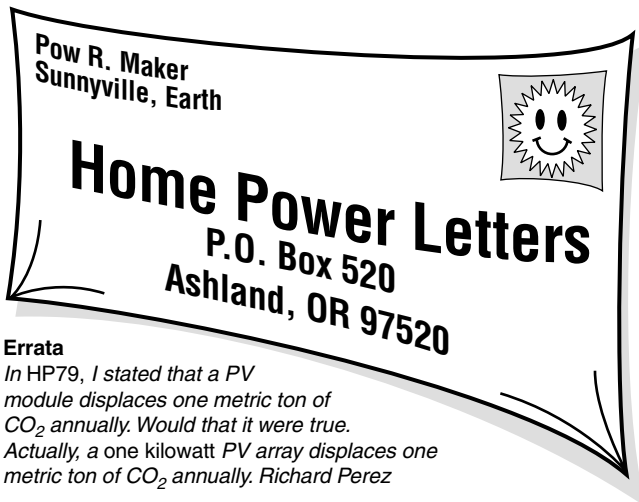 Pow R. Maker
Sunnyville, Earth
Home Power Letters
P.O. Box 520
Ashland, OR 97520
Errata
In HP79, I stated that a PV
module displaces one metric ton of
CO₂ annually. Would that it were true.
Actually, a one kilowatt PV array displaces one
metric ton of CO₂ annually. Richard Perez